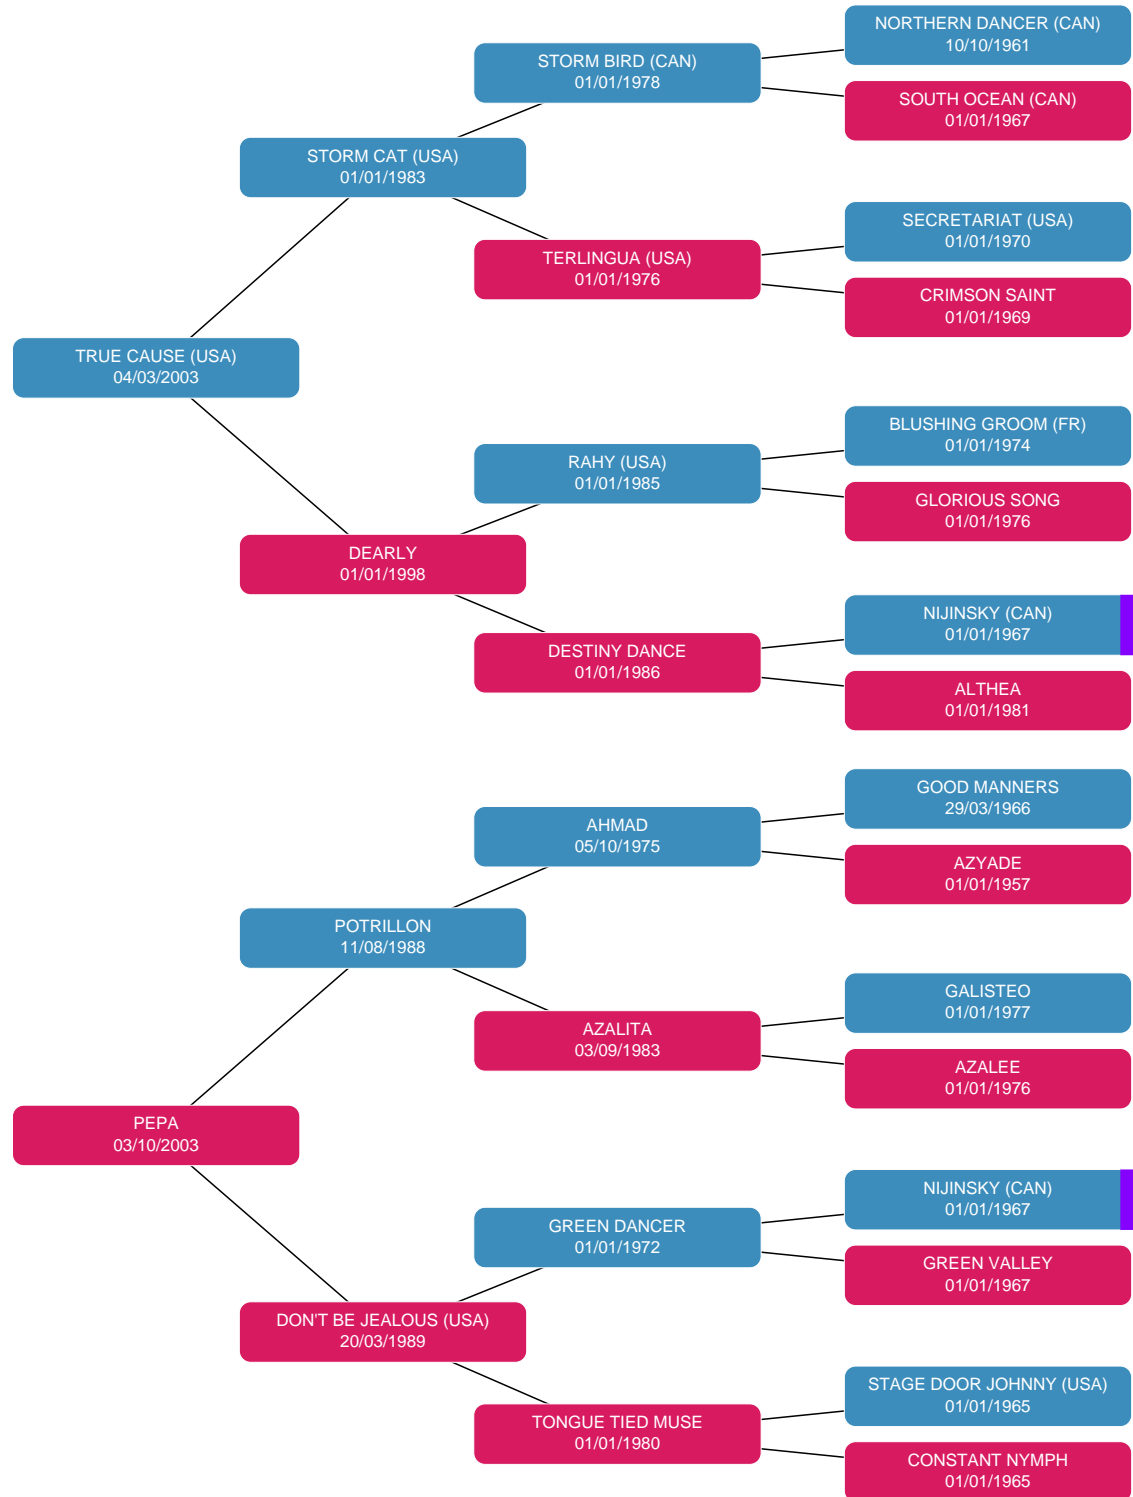 NORTHERN DANCER (CAN)
10/10/1961
STORM BIRD (CAN)
01/01/1978
SOUTH OCEAN (CAN)
01/01/1967
STORM CAT (USA)
01/01/1983
SECRETARIAT (USA)
01/01/1970
TERLINGUA (USA)
01/01/1976
CRIMSON SAINT
01/01/1969
TRUE CAUSE (USA)
04/03/2003
BLUSHING GROOM (FR)
01/01/1974
RAHY (USA)
01/01/1985
GLORIOUS SONG
01/01/1976
DEARLY
01/01/1998
NIJINSKY (CAN)
01/01/1967
DESTINY DANCE
01/01/1986
ALTHEA
01/01/1981
GOOD MANNERS
29/03/1966
AHMAD
05/10/1975
AZYADE
01/01/1957
POTRILLON
11/08/1988
GALISTEO
01/01/1977
AZALITA
03/09/1983
AZALEE
01/01/1976
PEPA
03/10/2003
NIJINSKY (CAN)
01/01/1967
GREEN DANCER
01/01/1972
GREEN VALLEY
01/01/1967
DON'T BE JEALOUS (USA)
20/03/1989
STAGE DOOR JOHNNY (USA)
01/01/1965
TONGUE TIED MUSE
01/01/1980
CONSTANT NYMPH
01/01/1965